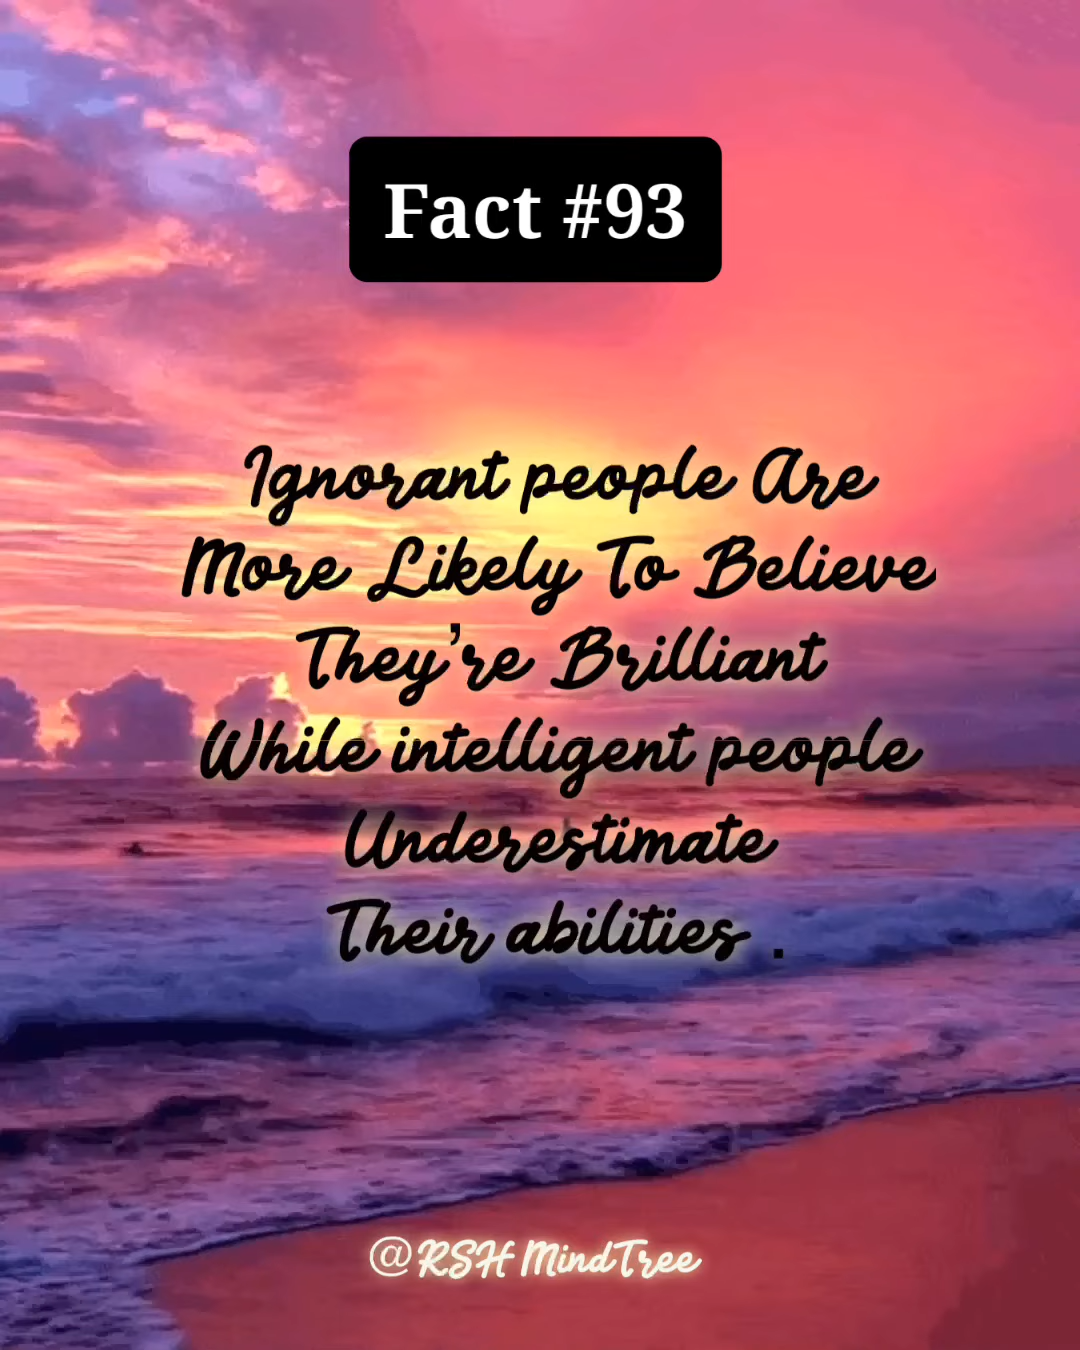 Fact #93
Ignorant people Are
More Likely To Believe
They're Brilliant
While intelligent people
Underestimate
Their abilities .
@RSH MindTree